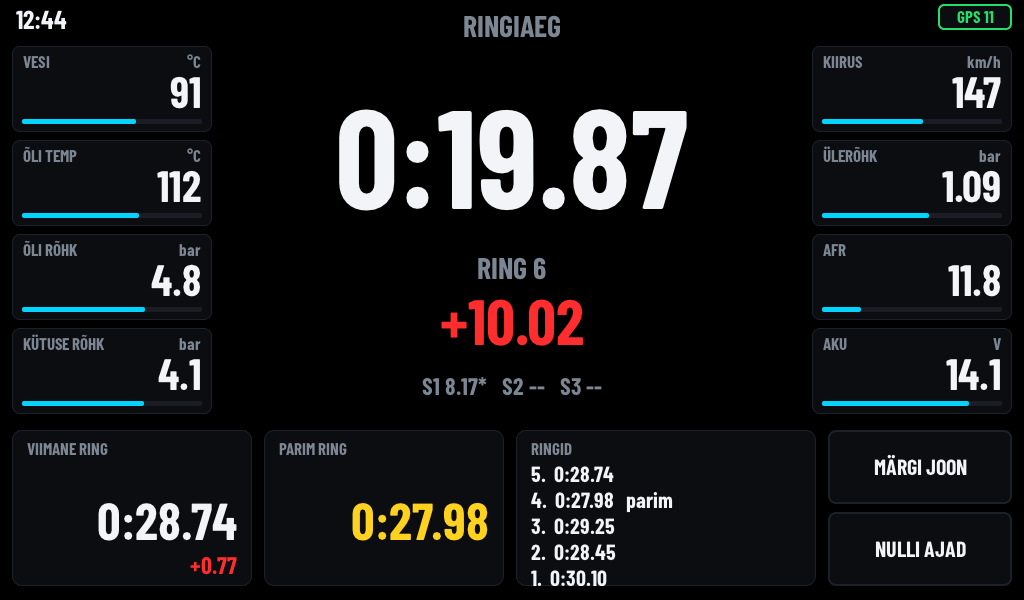 12:44
RINGIAEG
GPS 11
VESI °C
91
ÕLI TEMP °C
112
ÕLI RÕHK bar
4.8
KÜTUSE RÕHK bar
4.1
0:19.87
RING 6
+10.02
S1 8.17* S2 -- S3 --
KIIRUS km/h
147
ÜLERÕHK bar
1.09
AFR
11.8
AKU V
14.1
VIIMANE RING
0:28.74
+0.77
PARIM RING
0:27.98
RINGID
5. 0:28.74
4. 0:27.98 parim
3. 0:29.25
2. 0:28.45
1. 0:30.10
MÄRGI JOON
NULLI AJAD